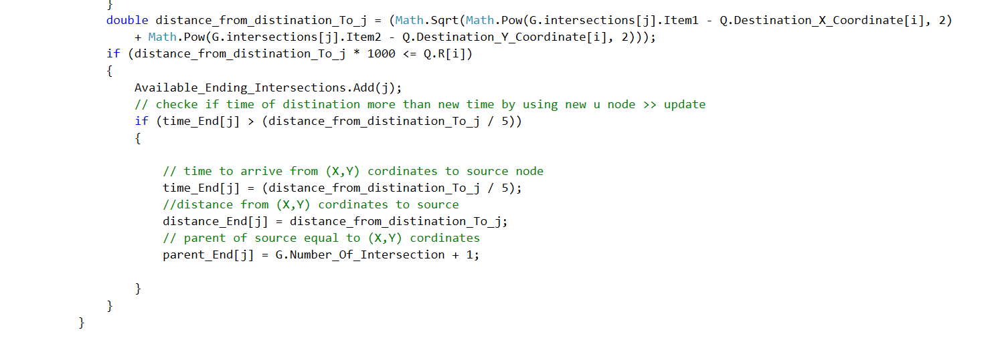 }
double distance_from_distination_To_j = (Math.Sqrt(Math.Pow(G.intersections[j].Item1 - Q.Destination_X_Coordinate[i], 2)
+ Math.Pow(G.intersections[j].Item2 - Q.Destination_Y_Coordinate[i], 2)));
if (distance_from_distination_To_j * 1000 <= Q.R[i])
{
Available_Ending_Intersections.Add(j);
// checke if time of distination more than new time by using new u node >> update
if (time_End[j] > (distance_from_distination_To_j / 5))
{
// time to arrive from (X,Y) cordinates to source node
time_End[j] = (distance_from_distination_To_j / 5);
//distance from (X,Y) cordinates to source
distance_End[j] = distance_from_distination_To_j;
// parent of source equal to (X,Y) cordinates
parent_End[j] = G.Number_Of_Intersection + 1;
}
}
}